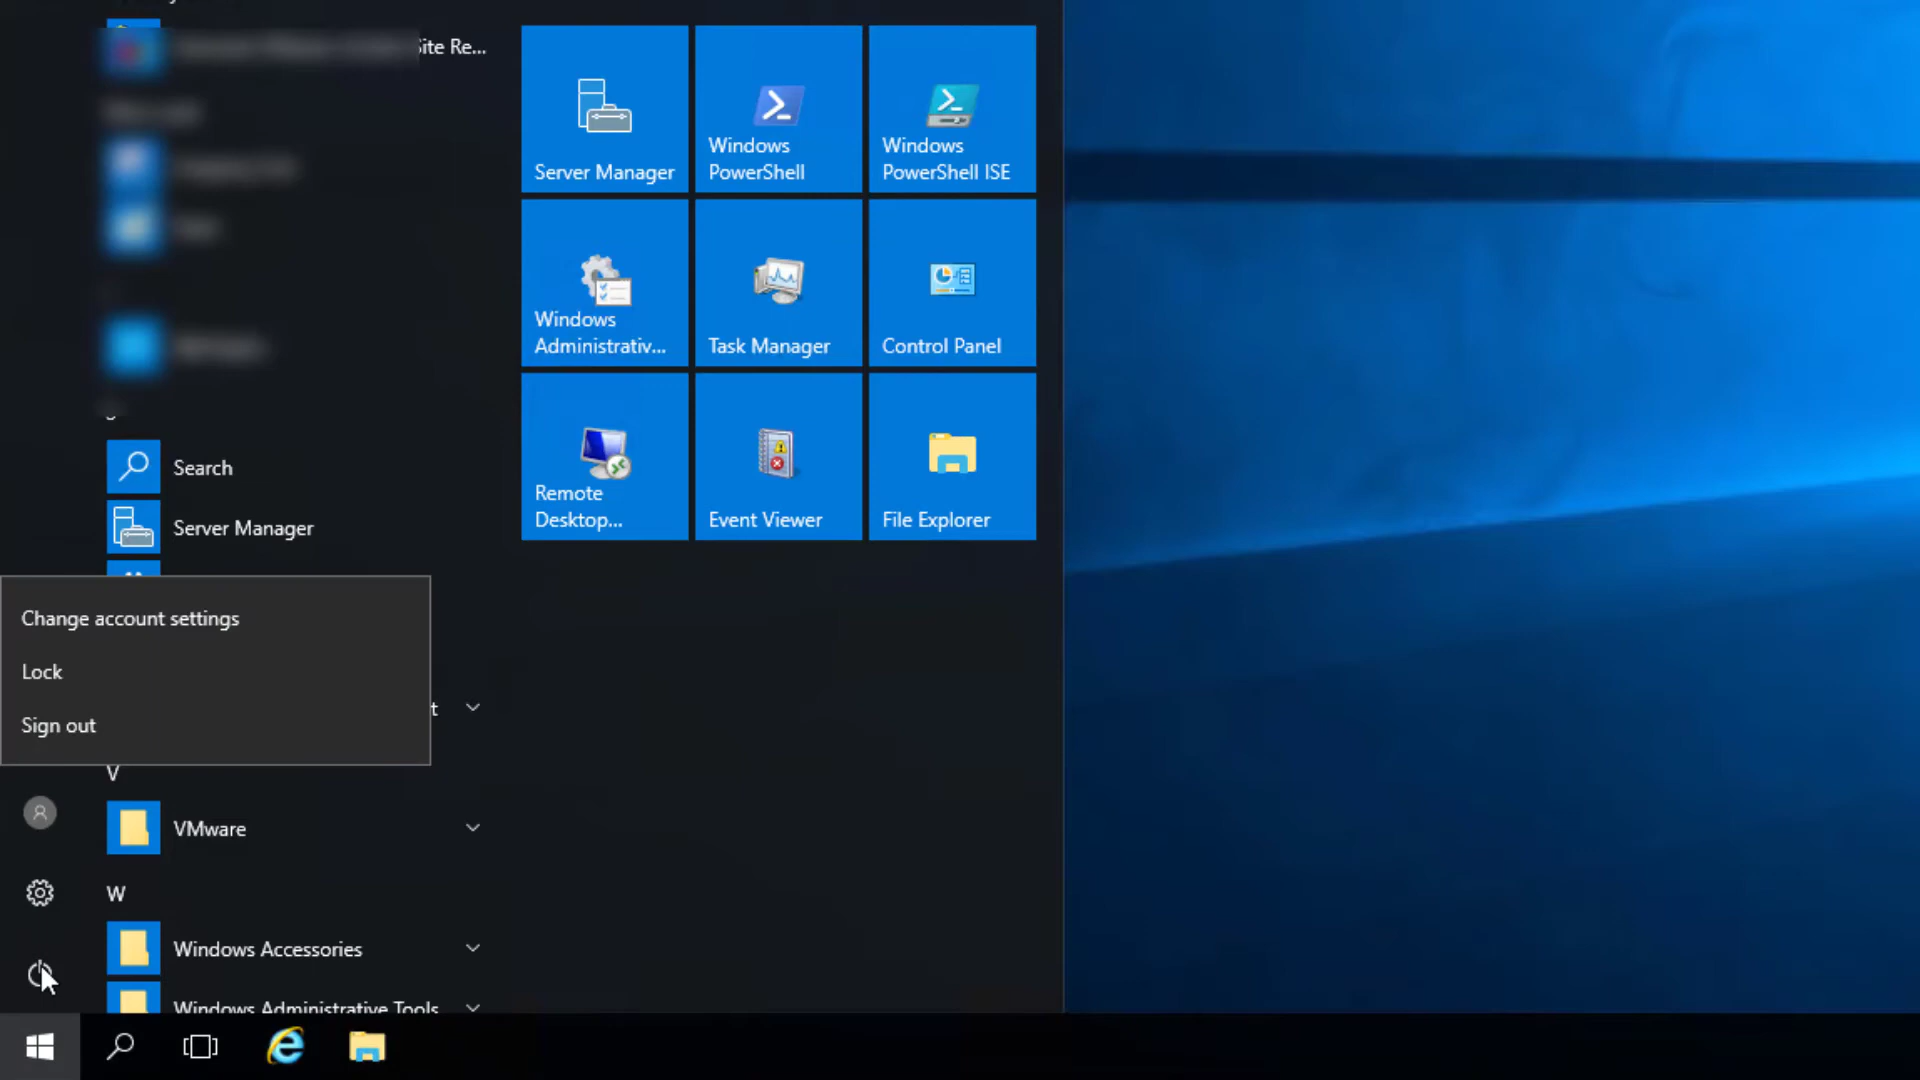 Site Re...
Server Manager
Windows
PowerShell
Windows
PowerShell ISE
Windows
Administrativ...
Task Manager
Control Panel
Remote
Desktop...
Event Viewer
File Explorer
Search
Server Manager
Change account settings
Lock
Sign out
t
V
VMware
W
Windows Accessories
Windows Administrative Tools